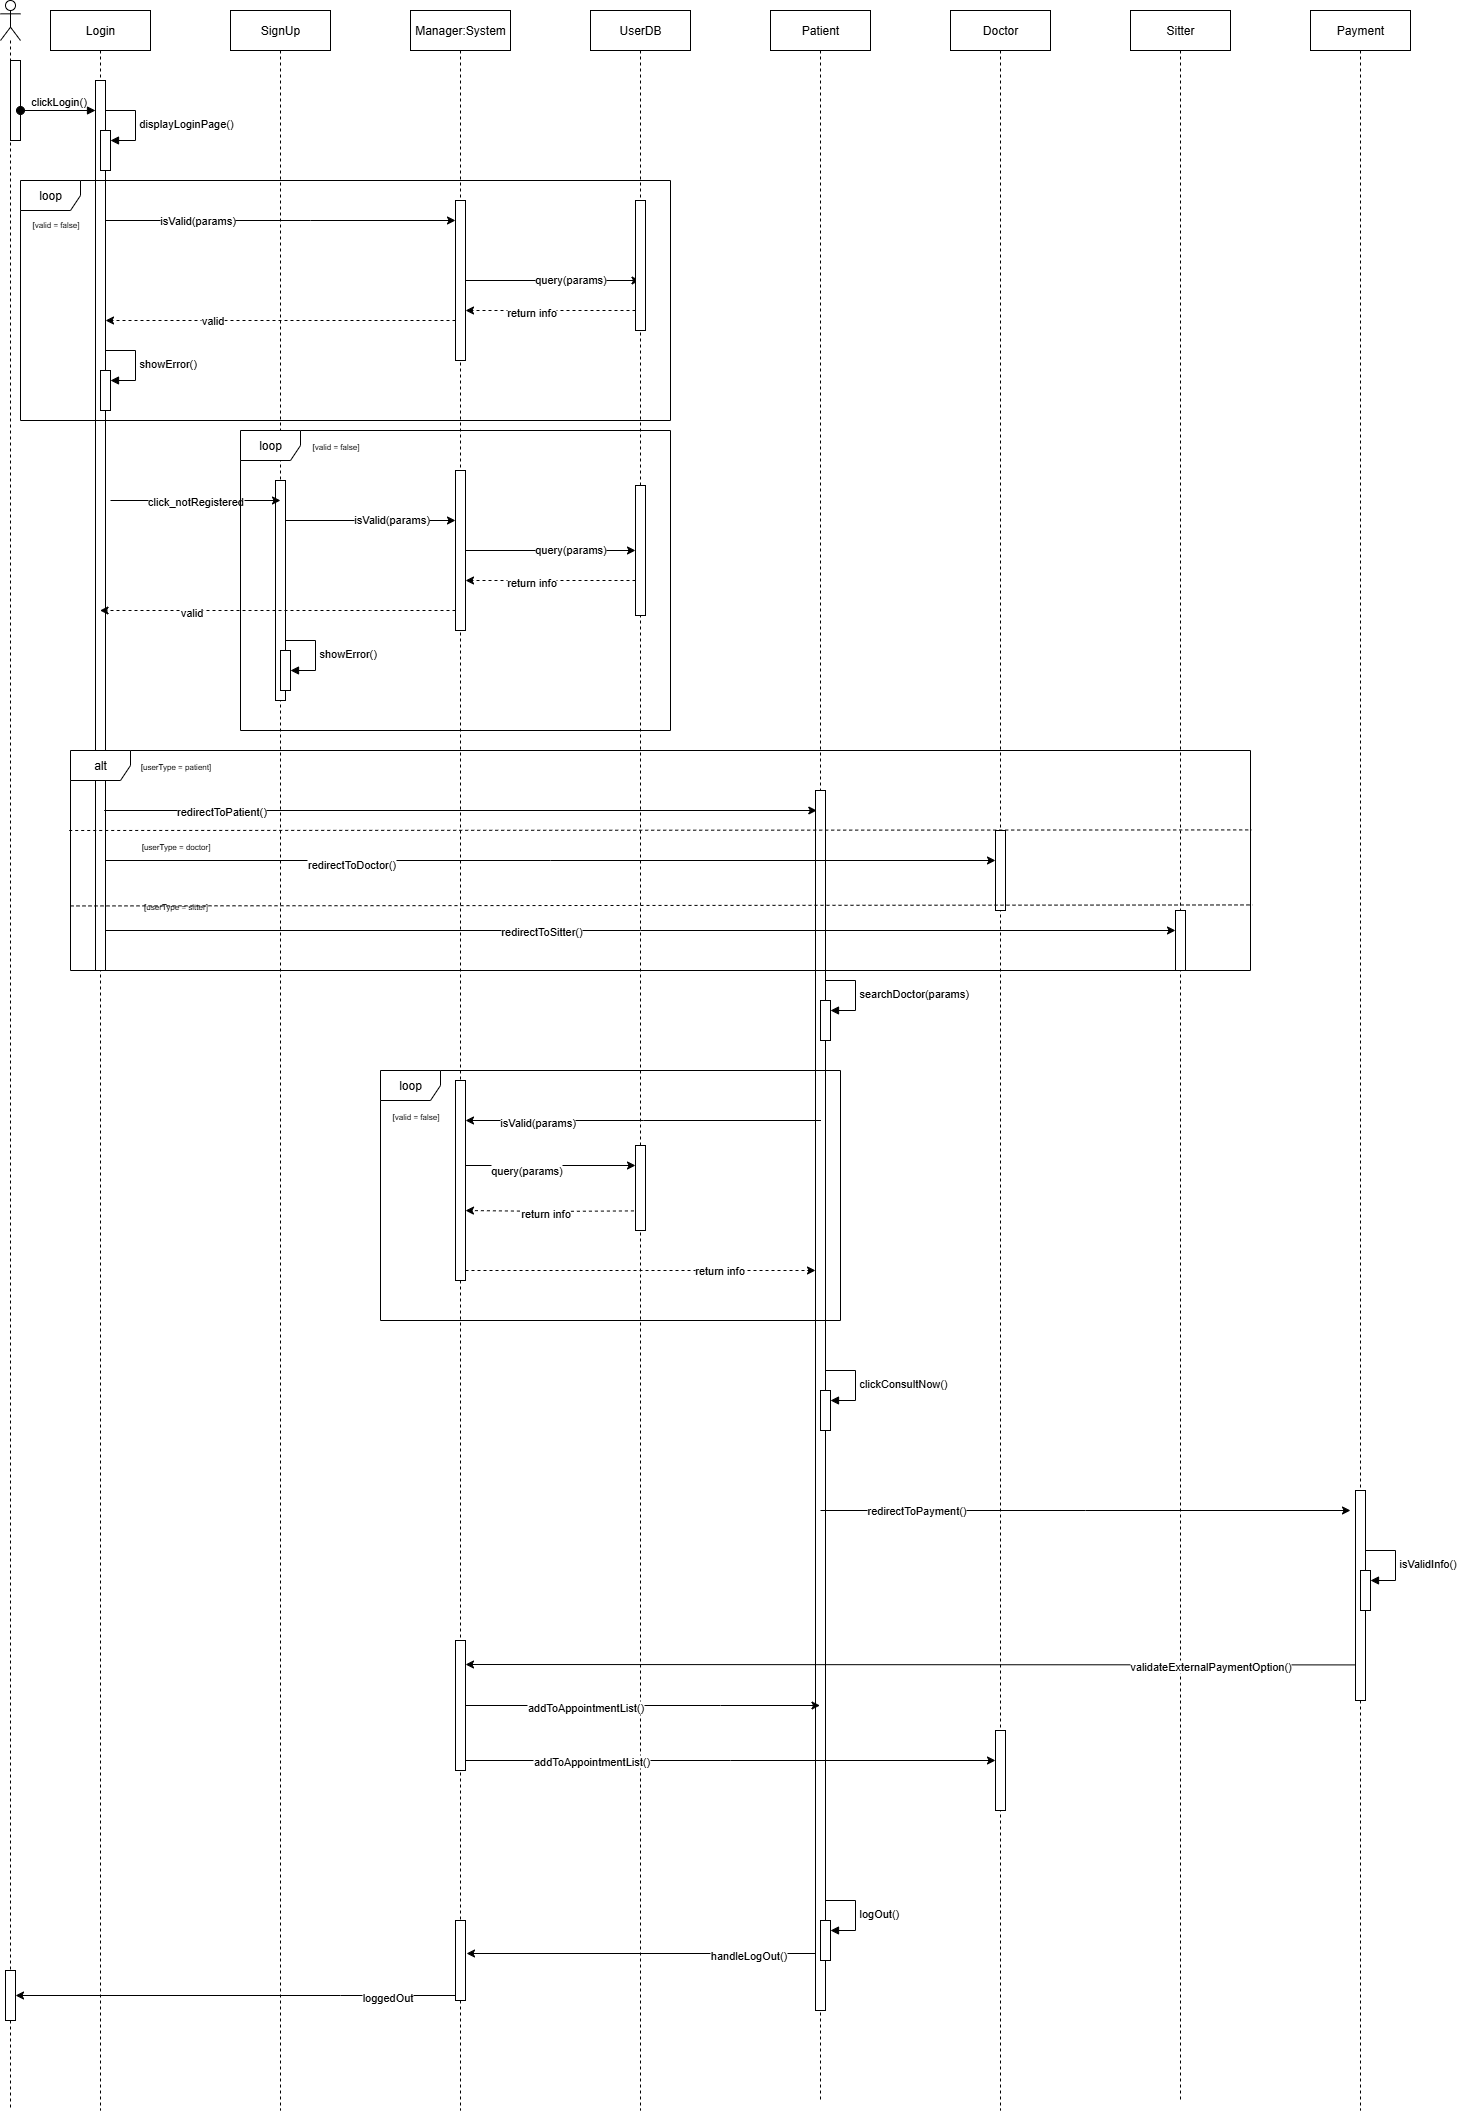 Login
SignUp
Manager:System
UserDB
Patient
Doctor
Sitter
Payment
clickLogin()
displayLoginPage()
loop
[valid = false]
isValid(params)
query(params)
return info
valid
showError()
loop
[valid = false]
click_notRegistered
isValid(params)
query(params)
return info
valid
showError()
alt
[userType = patient]
redirectToPatient()
[userType = doctor]
redirectToDoctor()
[userType = sitter]
redirectToSitter()
searchDoctor(params)
loop
[valid = false]
isValid(params)
query(params)
return info
return info
clickConsultNow()
redirectToPayment()
isValidInfo()
validateExternalPaymentOption()
addToAppointmentList()
addToAppointmentList()
logOut()
handleLogOut()
loggedOut